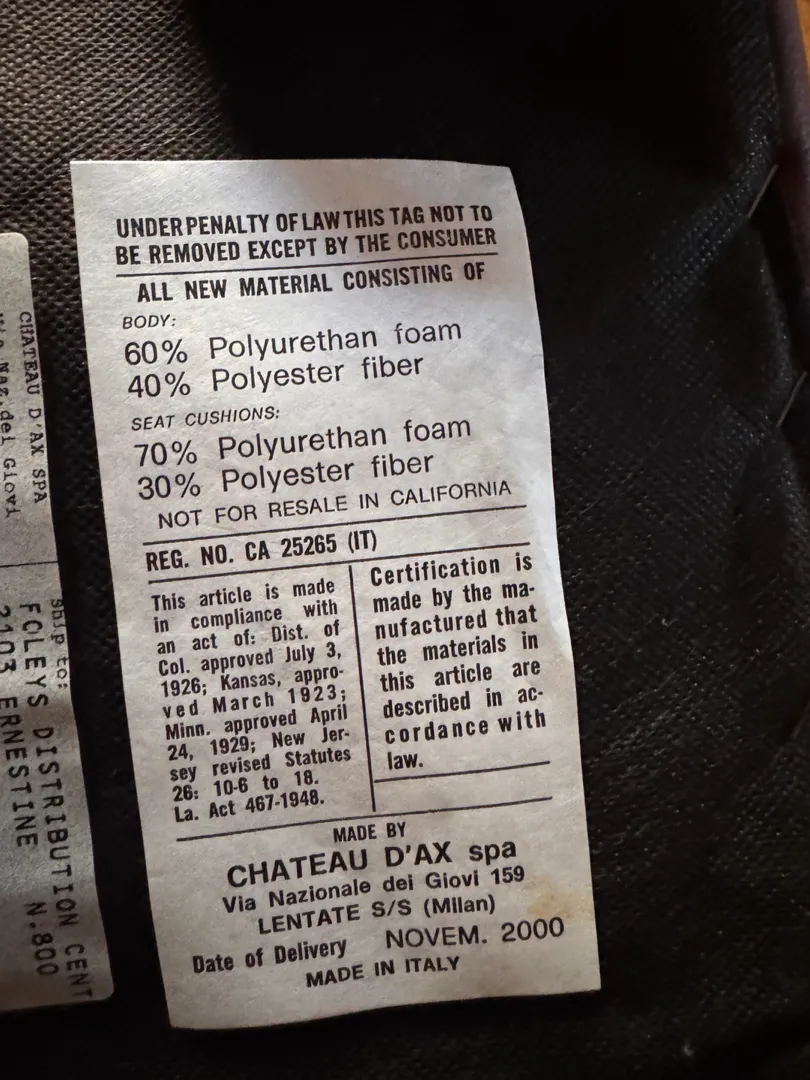 UNDER PENALTY OF LAW THIS TAG NOT TO
BE REMOVED EXCEPT BY THE CONSUMER
ALL NEW MATERIAL CONSISTING OF
BODY:
60% Polyurethan foam
40% Polyester fiber
SEAT CUSHIONS:
70% Polyurethan foam
30% Polyester fiber
NOT FOR RESALE IN CALIFORNIA
REG. NO. CA 25265 (IT)
This article is made
in compliance with
an act of: Dist. of
Col. approved July 3,
1926; Kansas, appro-
ved March 1923;
Minn. approved April
24, 1929; New Jer-
sey revised Statutes
26: 10-6 to 18.
La. Act 467-1948.
Certification is
made by the ma-
nufactured that
the materials in
this article are
described in ac-
cordance with
law.
MADE BY
CHATEAU D'AX spa
Via Nazionale dei Giovi 159
LENTATE S/S (Milan)
Date of Delivery NOVEM. 2000
MADE IN ITALY
CHATEAU D'AX SPA
Via Naz.dei Giovi
Ship to:
FOLEYS DISTRIBUTION CENT
2103 ERNESTINE N.800